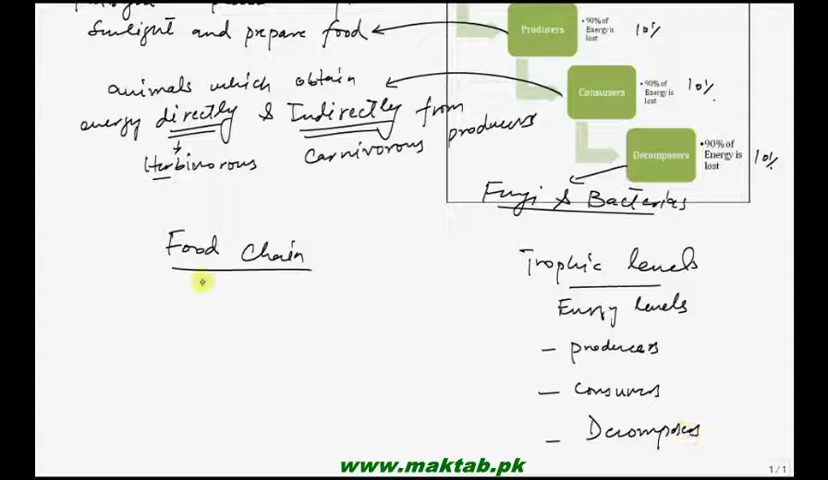 Sunlight and prepare food
Producers
• 90% of Energy is lost
10%
animals which obtain
energy directly & Indirectly from
producers
Herbivorous
Carnivorous
Consumers
• 90% of Energy is lost
10%
Decomposers
• 90% of Energy is lost
10%
Fungi & Bacterias
Food Chain
Trophic levels
Energy levels
– producers
– consumers
– Decomposers
www.maktab.pk
1/1